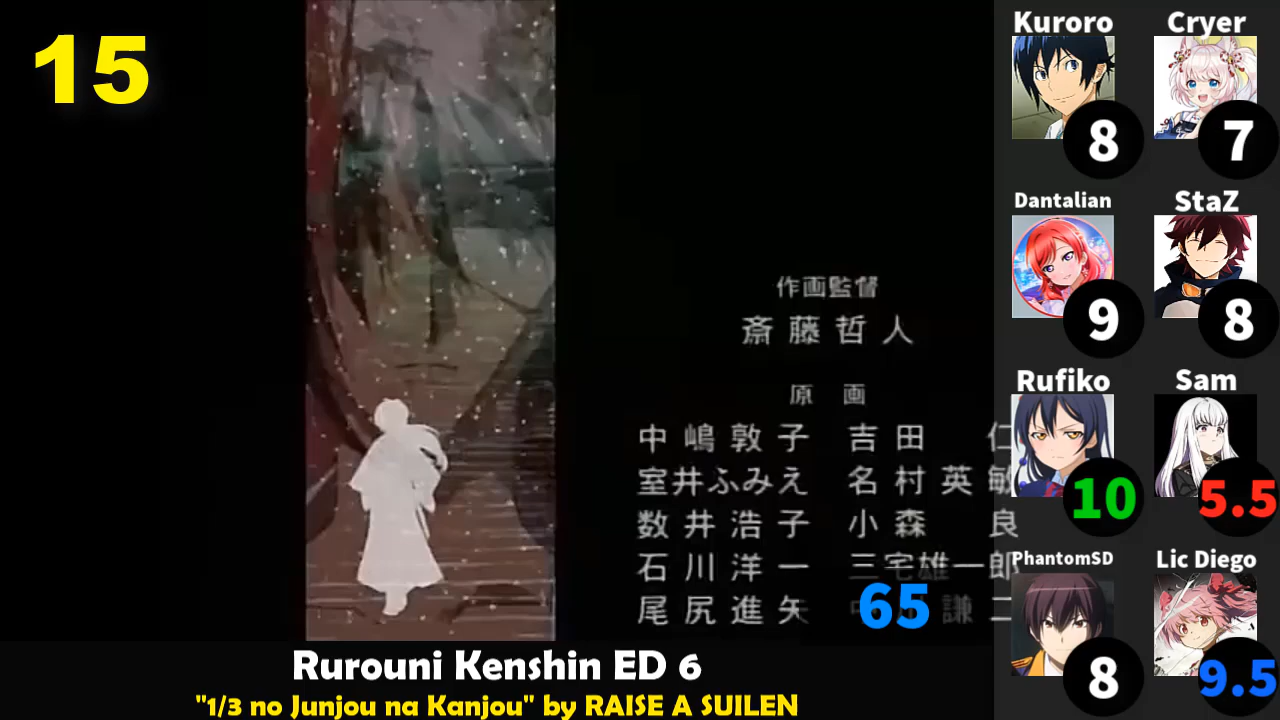 15
作画監督
斎藤哲人
原 画
中嶋敦子 吉田 仁
室井ふみえ 名村英敏
数井浩子 小森 良
石川洋一 三宅雄一郎
尾尻進矢
65
Rurouni Kenshin ED 6
"1/3 no Junjou na Kanjou" by RAISE A SUILEN
Kuroro Cryer
8 7
Dantalian StaZ
9 8
Rufiko Sam
10 5.5
PhantomSD Lic Diego
8 9.5